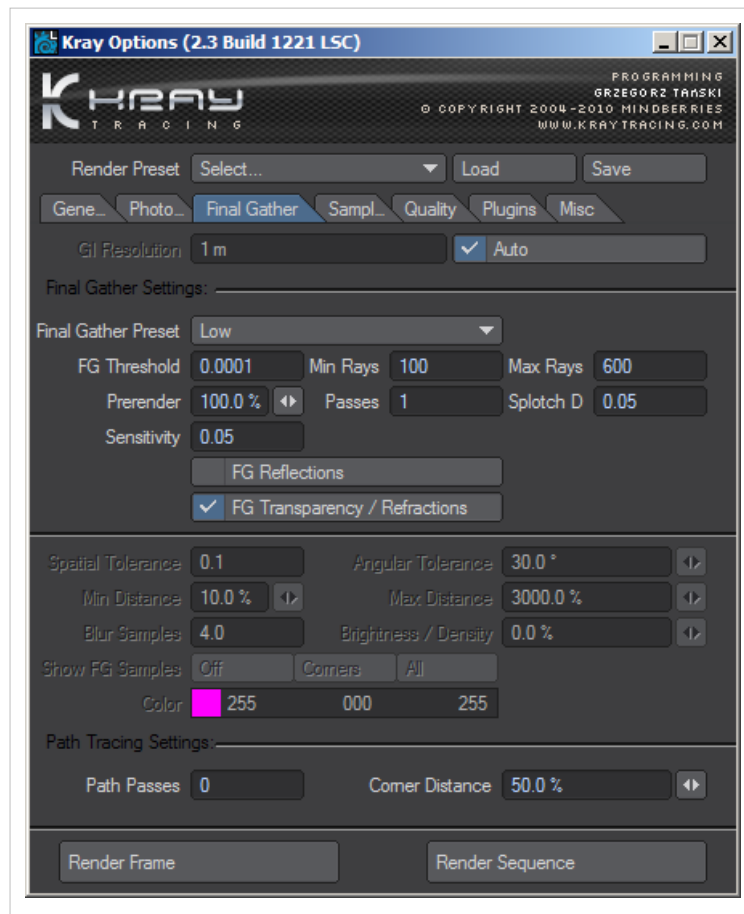 Kray Options (2.3 Build 1221 LSC)
KRAY
TRACING
PROGRAMMING
GRZEGORZ TAŃSKI
© COPYRIGHT 2004-2010 MINDBERRIES
WWW.KRAYTRACING.COM
Render Preset Select... Load Save
Gene... Photo... Final Gather Sampl... Quality Plugins Misc
GI Resolution 1 m Auto
Final Gather Settings:
Final Gather Preset Low
FG Threshold 0.0001 Min Rays 100 Max Rays 600
Prerender 100.0 % Passes 1 Splotch D 0.05
Sensitivity 0.05
FG Reflections
FG Transparency / Refractions
Spatial Tolerance 0.1 Angular Tolerance 30.0 °
Min Distance 10.0 % Max Distance 3000.0 %
Blur Samples 4.0 Brightness / Density 0.0 %
Show FG Samples Off Corners All
Color 255 000 255
Path Tracing Settings:
Path Passes 0 Corner Distance 50.0 %
Render Frame Render Sequence